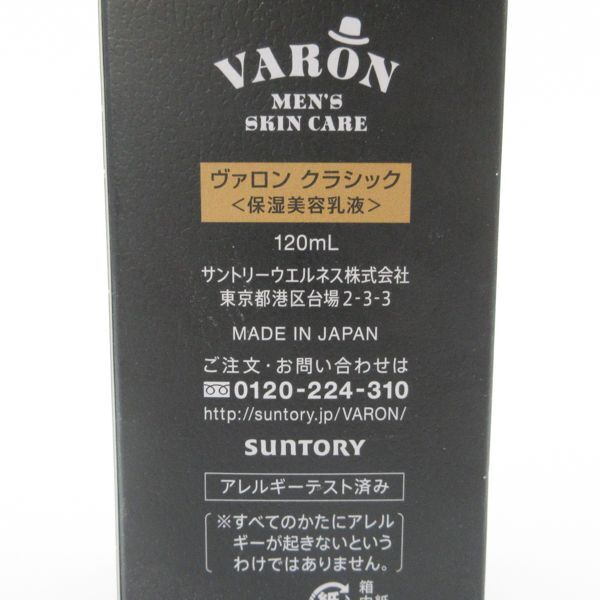 VARON
MEN'S
SKIN CARE
ヴァロン クラシック
<保湿美容乳液>
120mL
サントリーウエルネス株式会社
東京都港区台場2-3-3
MADE IN JAPAN
ご注文・お問い合わせは
0120-224-310
http://suntory.jp/VARON/
SUNTORY
アレルギーテスト済み
※すべてのかたにアレル
ギーが起きないという
わけではありません。
紙 箱